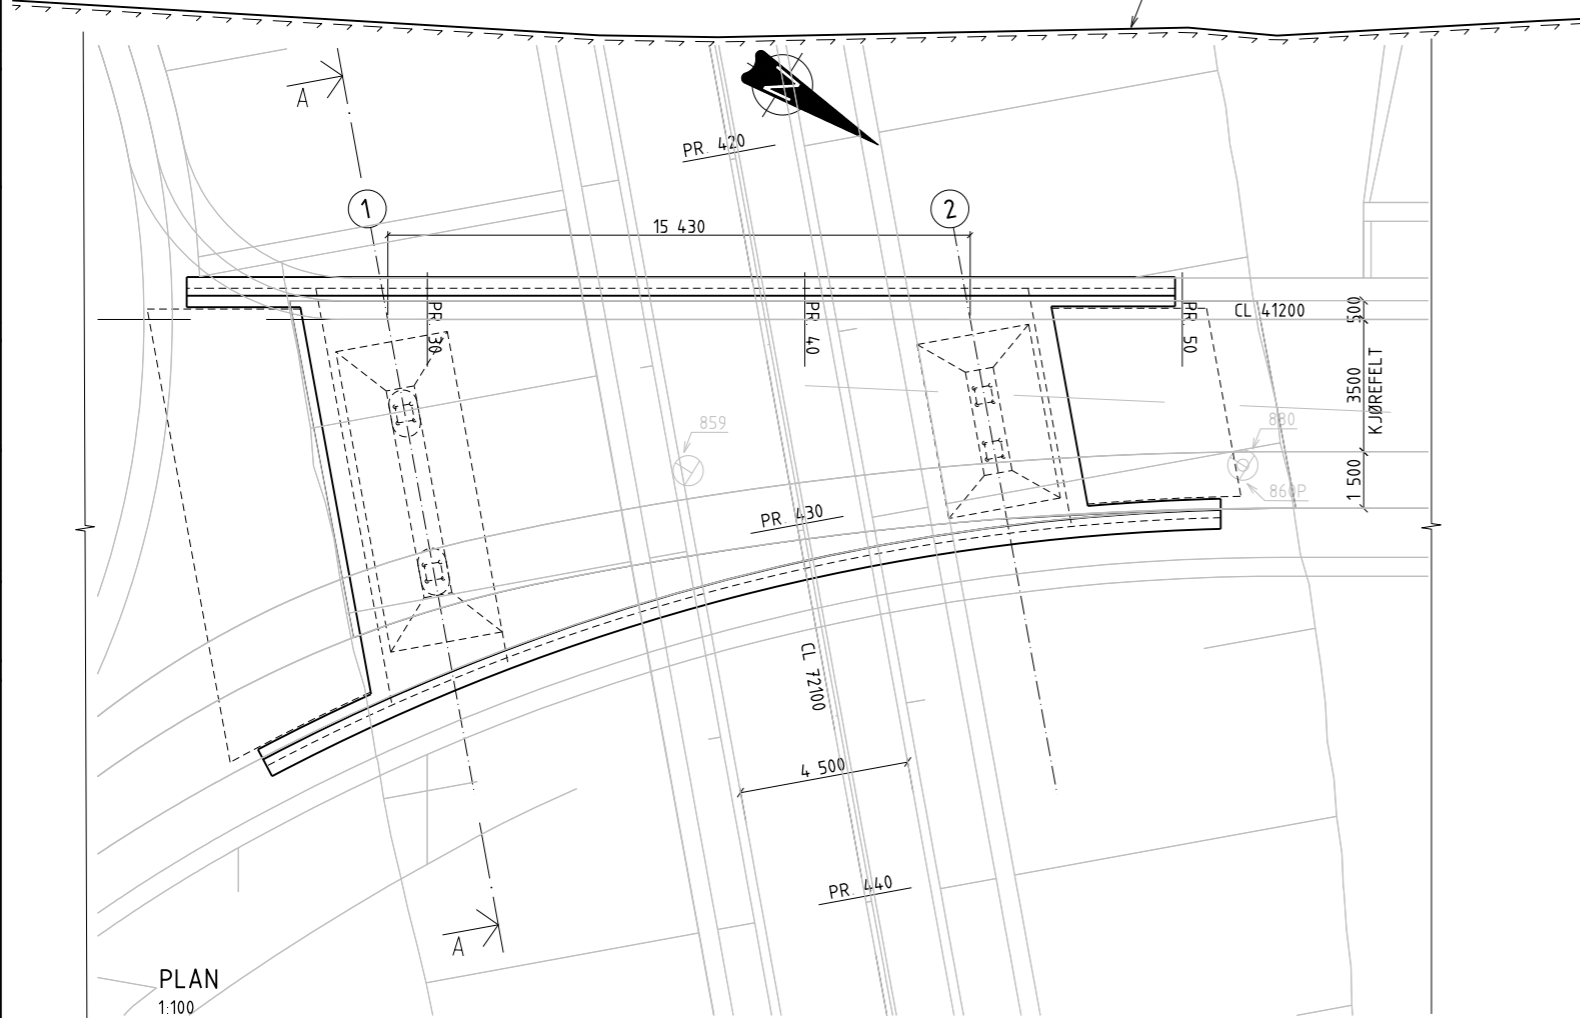 A
PR. 420
1
2
15 430
PR. 30
PR. 40
PR. 50
CL 41200
500
3500
KJØREFELT
1 500
859
880
860P
PR. 430
CL 72100
4 500
PR. 440
A
PLAN
1:100